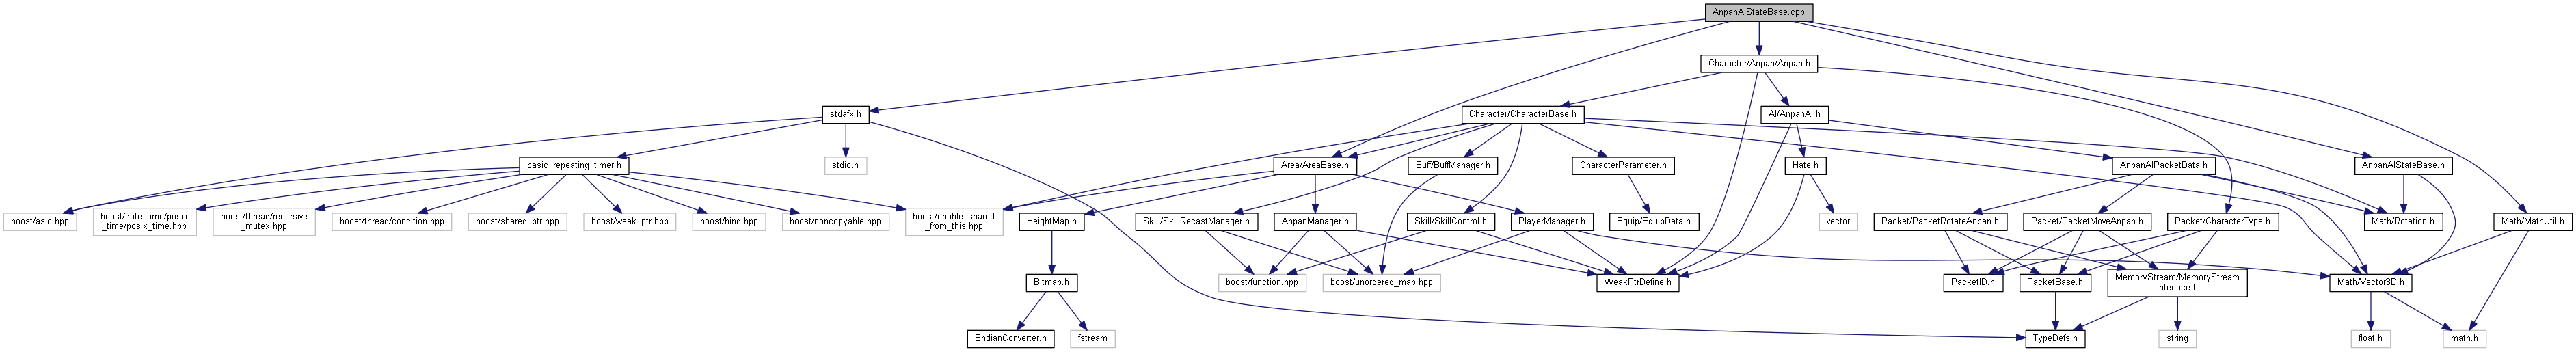 AnpanAIStateBase.cpp
Character/Anpan/Anpan.h
stdafx.h
Character/CharacterBase.h
AI/AnpanAI.h
basic_repeating_timer.h
stdio.h
Area/AreaBase.h
Buff/BuffManager.h
CharacterParameter.h
Hate.h
AnpanAIPacketData.h
AnpanAIStateBase.h
boost/asio.hpp
boost/date_time/posix
_time/posix_time.hpp
boost/thread/recursive
_mutex.hpp
boost/thread/condition.hpp
boost/shared_ptr.hpp
boost/weak_ptr.hpp
boost/bind.hpp
boost/noncopyable.hpp
boost/enable_shared
_from_this.hpp
HeightMap.h
Skill/SkillRecastManager.h
AnpanManager.h
Skill/SkillControl.h
PlayerManager.h
Equip/EquipData.h
vector
Packet/PacketRotateAnpan.h
Packet/PacketMoveAnpan.h
Packet/CharacterType.h
Math/Rotation.h
Math/MathUtil.h
Bitmap.h
boost/function.hpp
boost/unordered_map.hpp
WeakPtrDefine.h
PacketID.h
PacketBase.h
MemoryStream/MemoryStream
Interface.h
Math/Vector3D.h
EndianConverter.h
fstream
TypeDefs.h
string
float.h
math.h